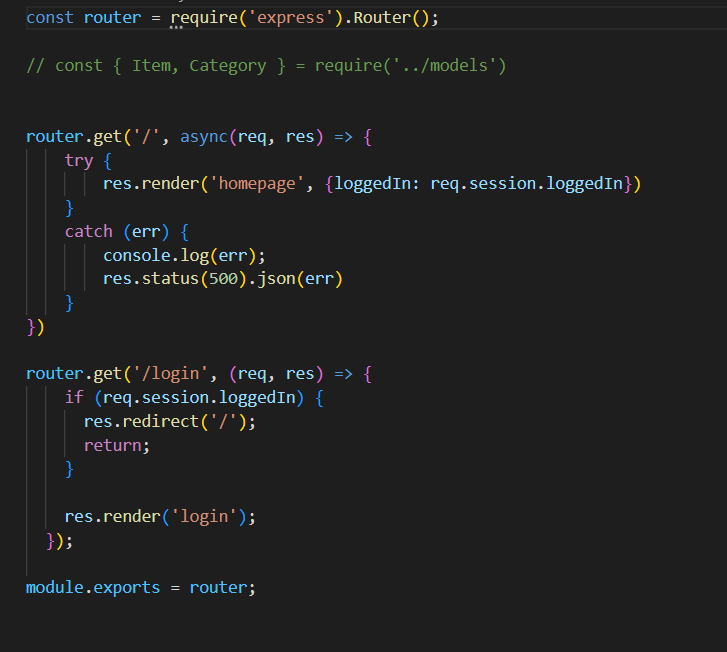 const router = require('express').Router();
// const { Item, Category } = require('../models')
router.get('/', async(req, res) => {
    try {
        res.render('homepage', {loggedIn: req.session.loggedIn})
    }
    catch (err) {
        console.log(err);
        res.status(500).json(err)
    }
})
router.get('/login', (req, res) => {
    if (req.session.loggedIn) {
      res.redirect('/');
      return;
    }
    res.render('login');
  });
module.exports = router;